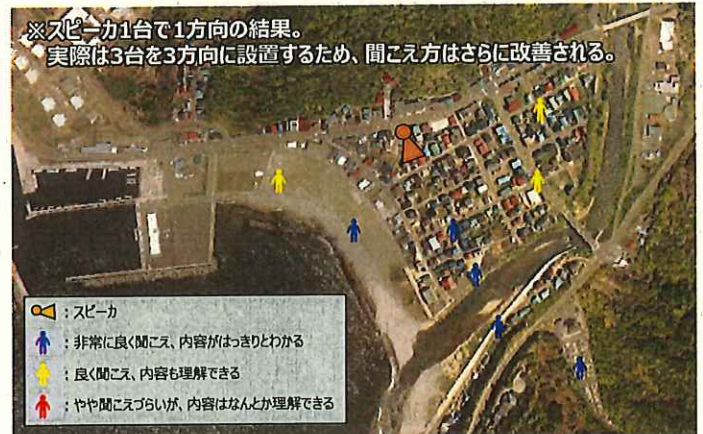 ※スピーカ1台で1方向の結果。
実際は3台を3方向に設置するため、聞こえ方はさらに改善される。
：スピーカ
：非常に良く聞こえ、内容がはっきりとわかる
：良く聞こえ、内容も理解できる
：やや聞こえづらいが、内容はなんとか理解できる